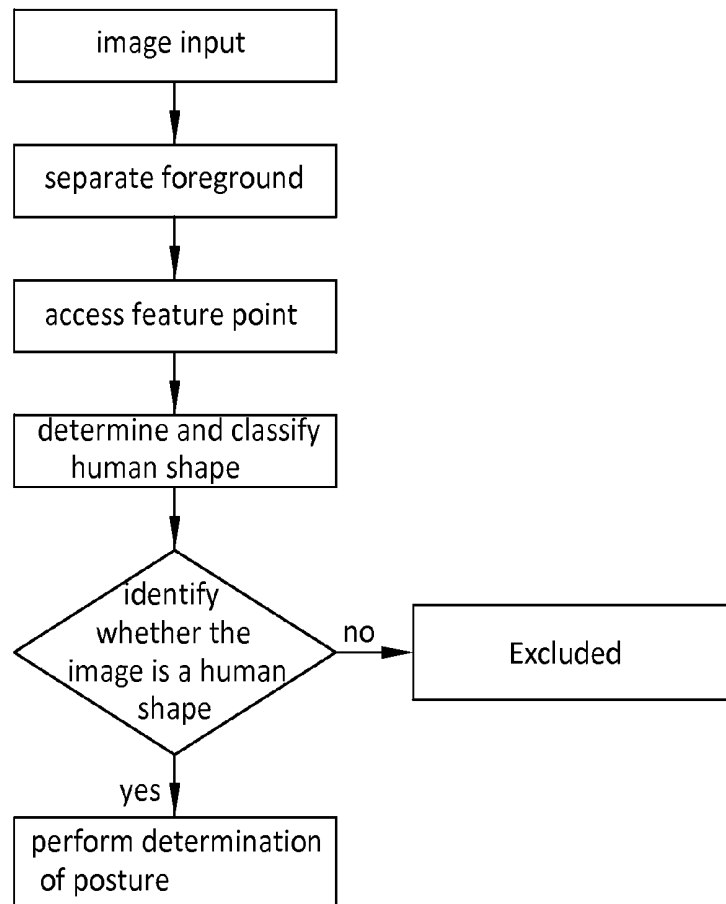 image input
separate foreground
access feature point
determine and classify
human shape
identify
whether the
image is a human
shape
no
Excluded
yes
perform determination
of posture